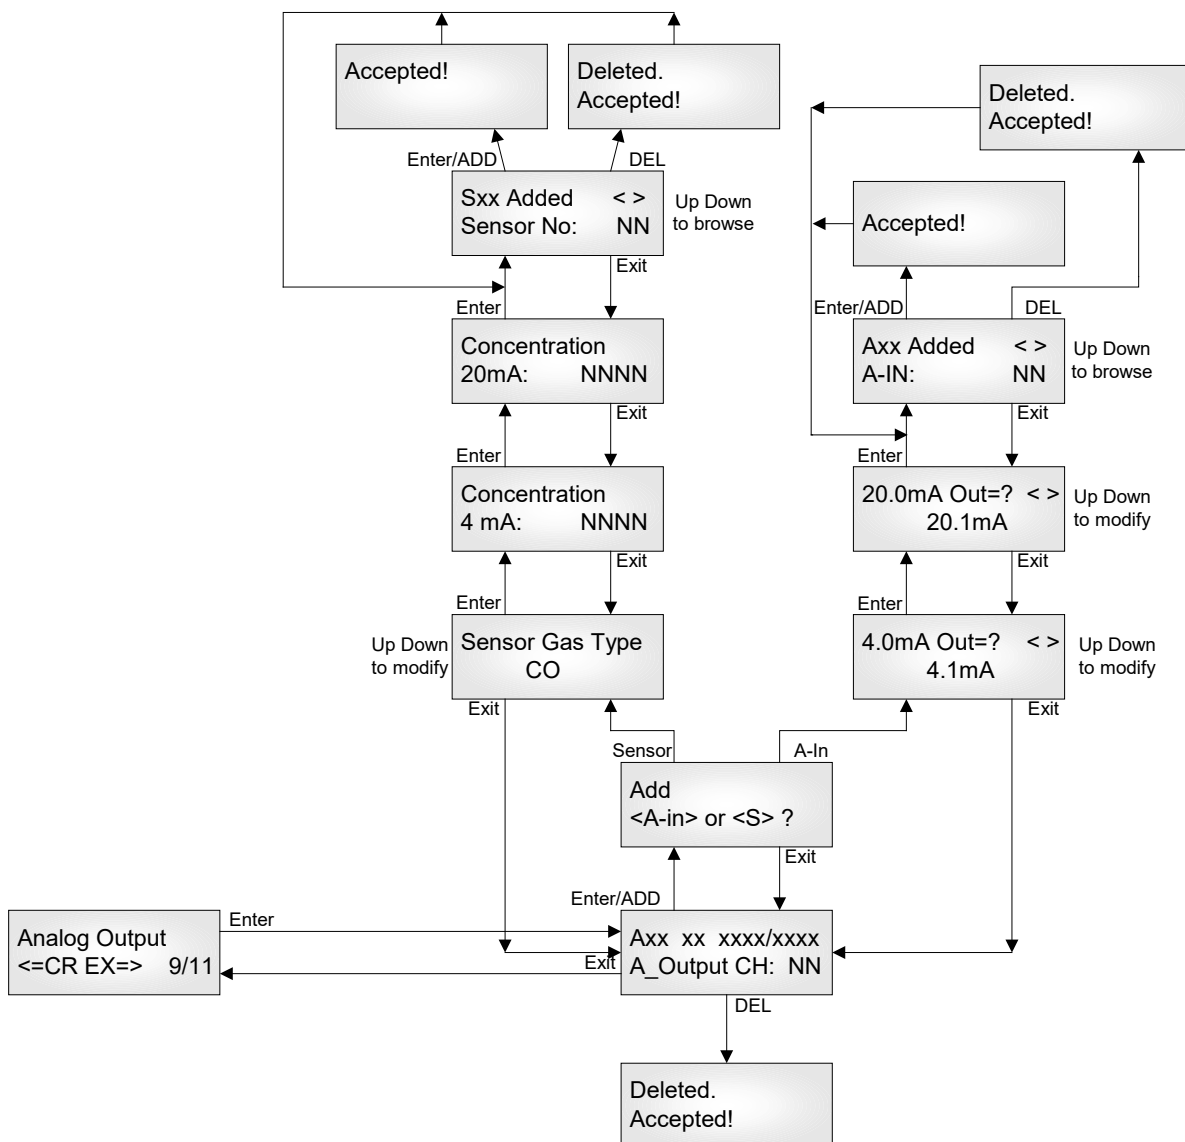 Accepted!
Deleted.
Accepted!
Deleted.
Accepted!
Enter/ADD
DEL
Sxx Added < >
Sensor No: NN
Up Down
to browse
Accepted!
Exit
Enter
Enter/ADD
DEL
Concentration
20mA: NNNN
Axx Added < >
A-IN: NN
Up Down
to browse
Exit
Exit
Enter
Enter
Concentration
4 mA: NNNN
20.0mA Out=? < >
20.1mA
Up Down
to modify
Exit
Exit
Enter
Enter
Up Down
to modify
Sensor Gas Type
CO
4.0mA Out=? < >
4.1mA
Up Down
to modify
Exit
Exit
Sensor
A-In
Add
<A-in> or <S> ?
Exit
Enter/ADD
Analog Output
<=CR EX=> 9/11
Enter
Exit
Axx xx xxxx/xxxx
A_Output CH: NN
DEL
Deleted.
Accepted!